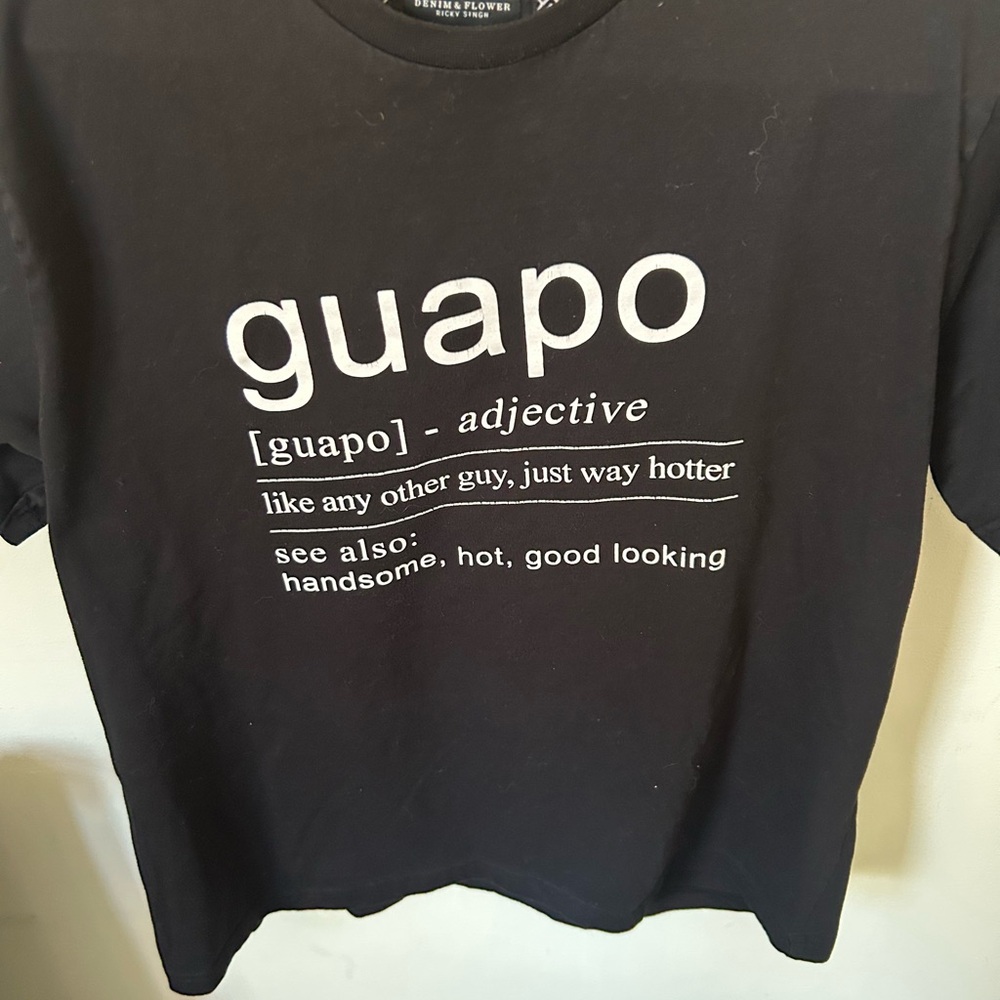 DENIM & FLOWER
RICKY SINGH
guapo
[guapo] - adjective
like any other guy, just way hotter
see also:
handsome, hot, good looking